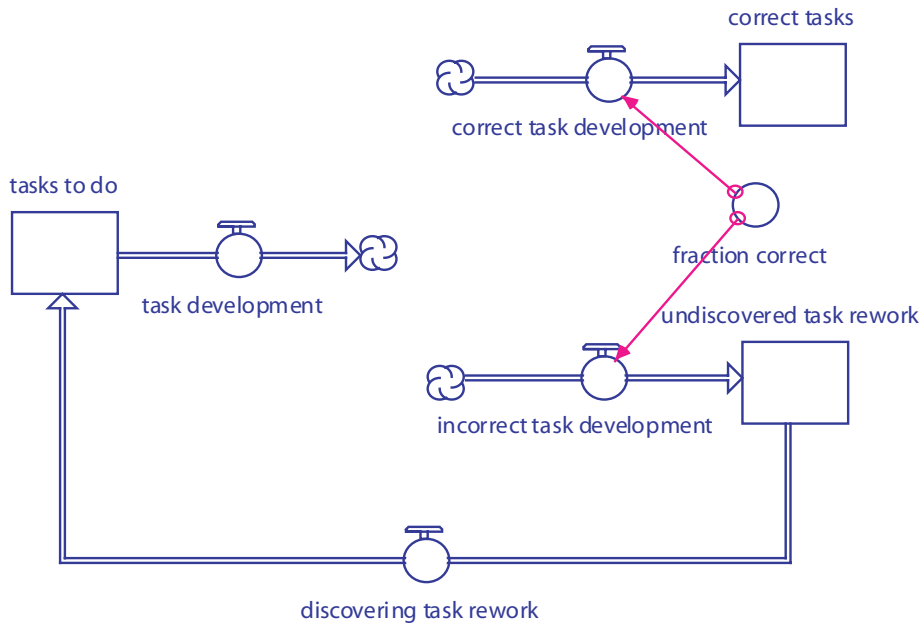 correct tasks
correct task development
tasks to do
fraction correct
task development
undiscovered task rework
incorrect task development
discovering task rework